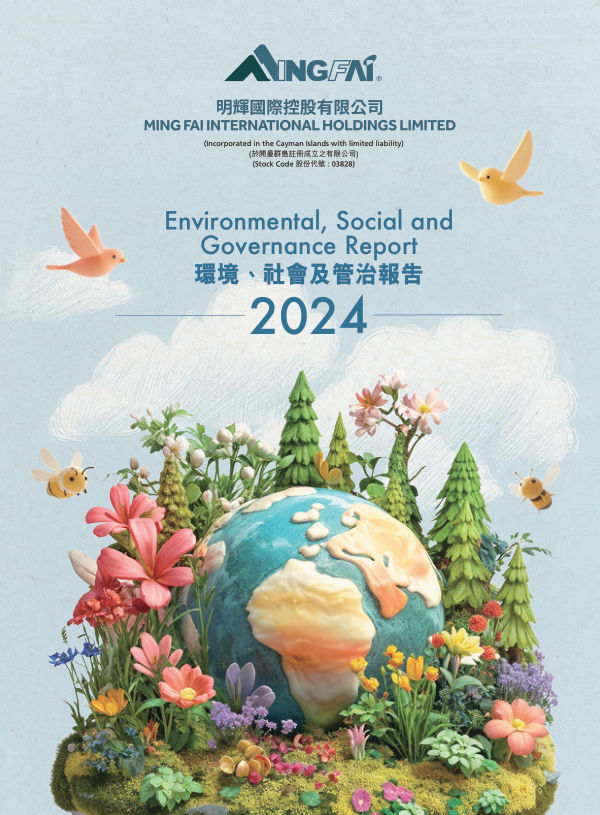 MINGFAI®
明輝國際控股有限公司
MING FAI INTERNATIONAL HOLDINGS LIMITED
(Incorporated in the Cayman Islands with limited liability)
(於開曼群島註冊成立之有限公司)
(Stock Code 股份代號 : 03828)
Environmental, Social and
Governance Report
環境、社會及管治報告
2024